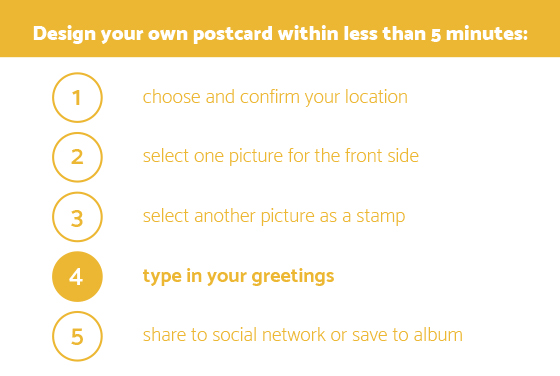 Design your own postcard within less than 5 minutes:
1 choose and confirm your location
2 select one picture for the front side
3 select another picture as a stamp
4 type in your greetings
5 share to social network or save to album